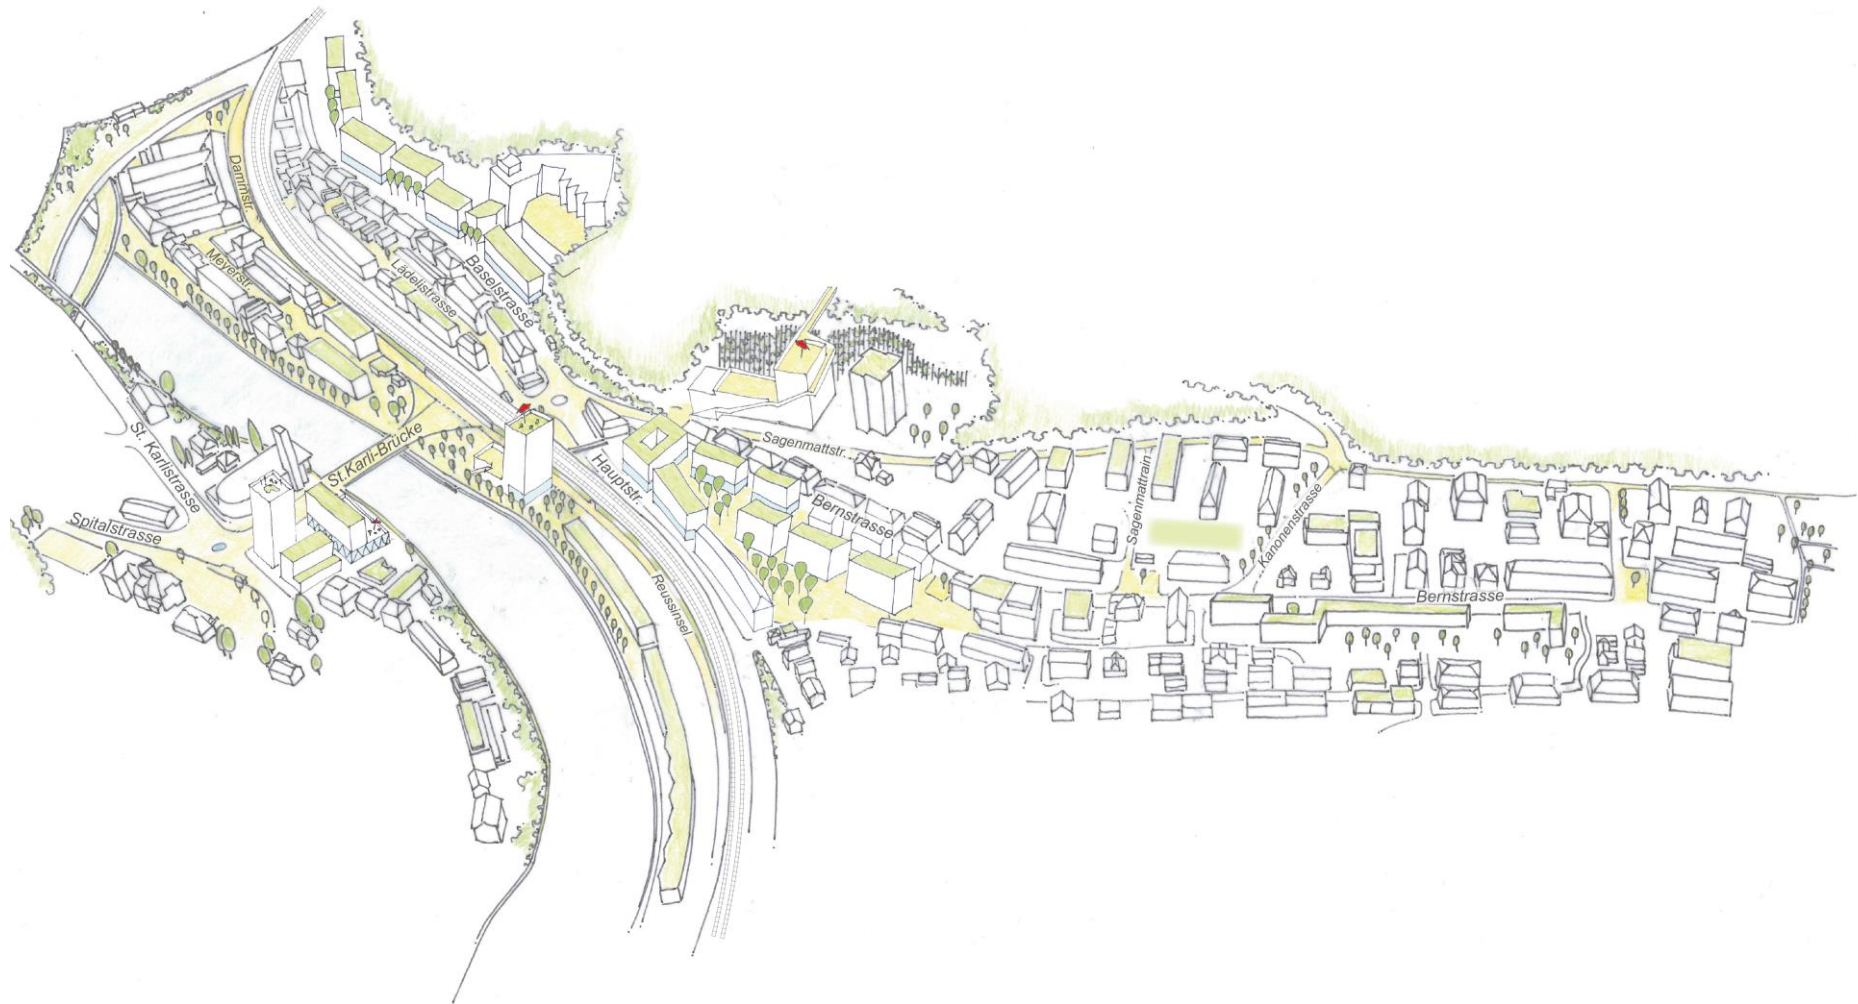 Dammstr.
Meyerstr.
Lädelistrasse
Baselstrasse
St. Karlistrasse
St.Karli-Brücke
Spitalstrasse
Hauptstr.
Sagenmattstr.
Bernstrasse
Sagenmattrain
Kanonenstrasse
Reussinsel
Bernstrasse